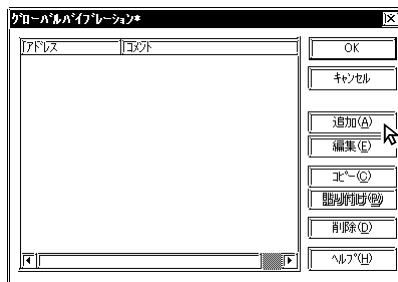 ｸﾞﾛｰﾊﾞﾙﾊﾞｲﾌﾞﾚｰｼｮﾝ*
ｱﾄﾞﾚｽ ｺﾒﾝﾄ
OK
ｷｬﾝｾﾙ
追加(A)
編集(E)
ｺﾋﾟｰ(C)
貼り付け(P)
削除(D)
ﾍﾙﾌﾟ(H)